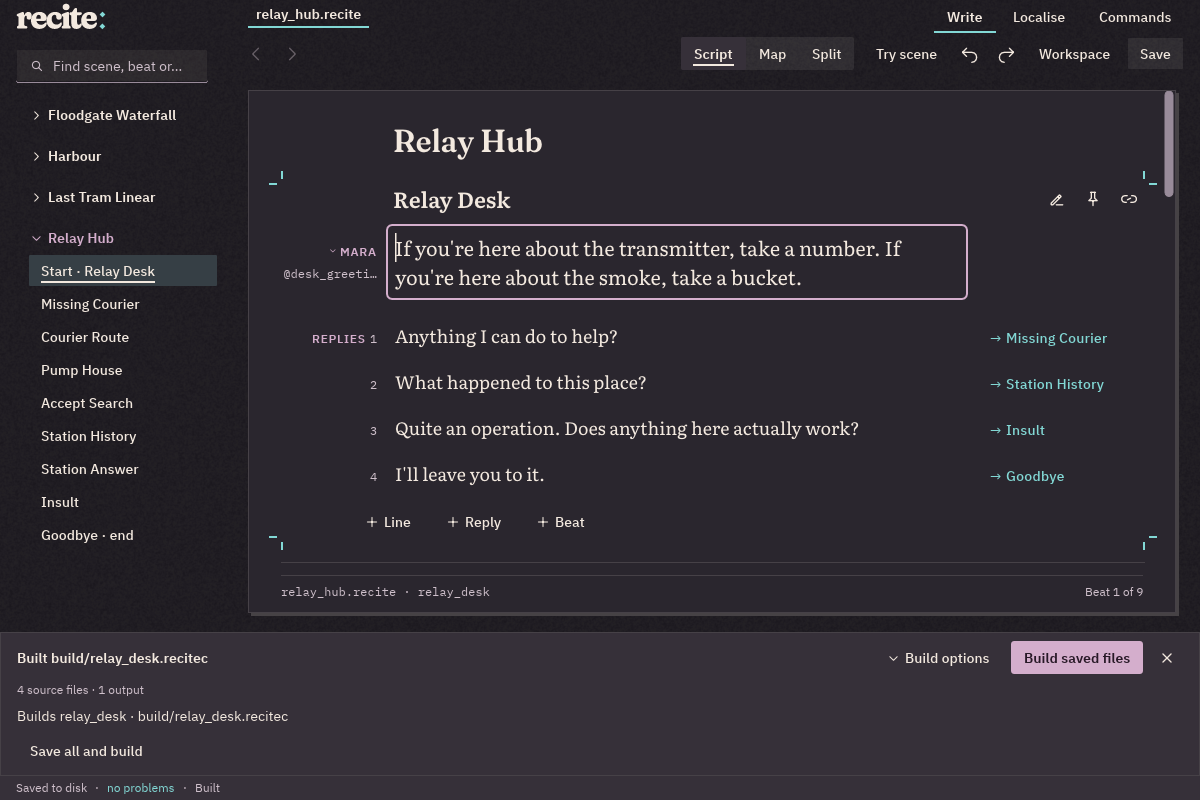 recite:
relay_hub.recite
Write
Localise
Commands
Find scene, beat or...
Script
Map
Split
Try scene
Workspace
Save
Floodgate Waterfall
Harbour
Last Tram Linear
Relay Hub
Start · Relay Desk
Missing Courier
Courier Route
Pump House
Accept Search
Station History
Station Answer
Insult
Goodbye · end
Relay Hub
Relay Desk
MARA
@desk_greeti…
If you're here about the transmitter, take a number. If
you're here about the smoke, take a bucket.
REPLIES 1 Anything I can do to help? → Missing Courier
2 What happened to this place? → Station History
3 Quite an operation. Does anything here actually work? → Insult
4 I'll leave you to it. → Goodbye
+ Line
+ Reply
+ Beat
relay_hub.recite · relay_desk
Beat 1 of 9
Built build/relay_desk.recitec
Build options
Build saved files
4 source files · 1 output
Builds relay_desk · build/relay_desk.recitec
Save all and build
Saved to disk · no problems · Built